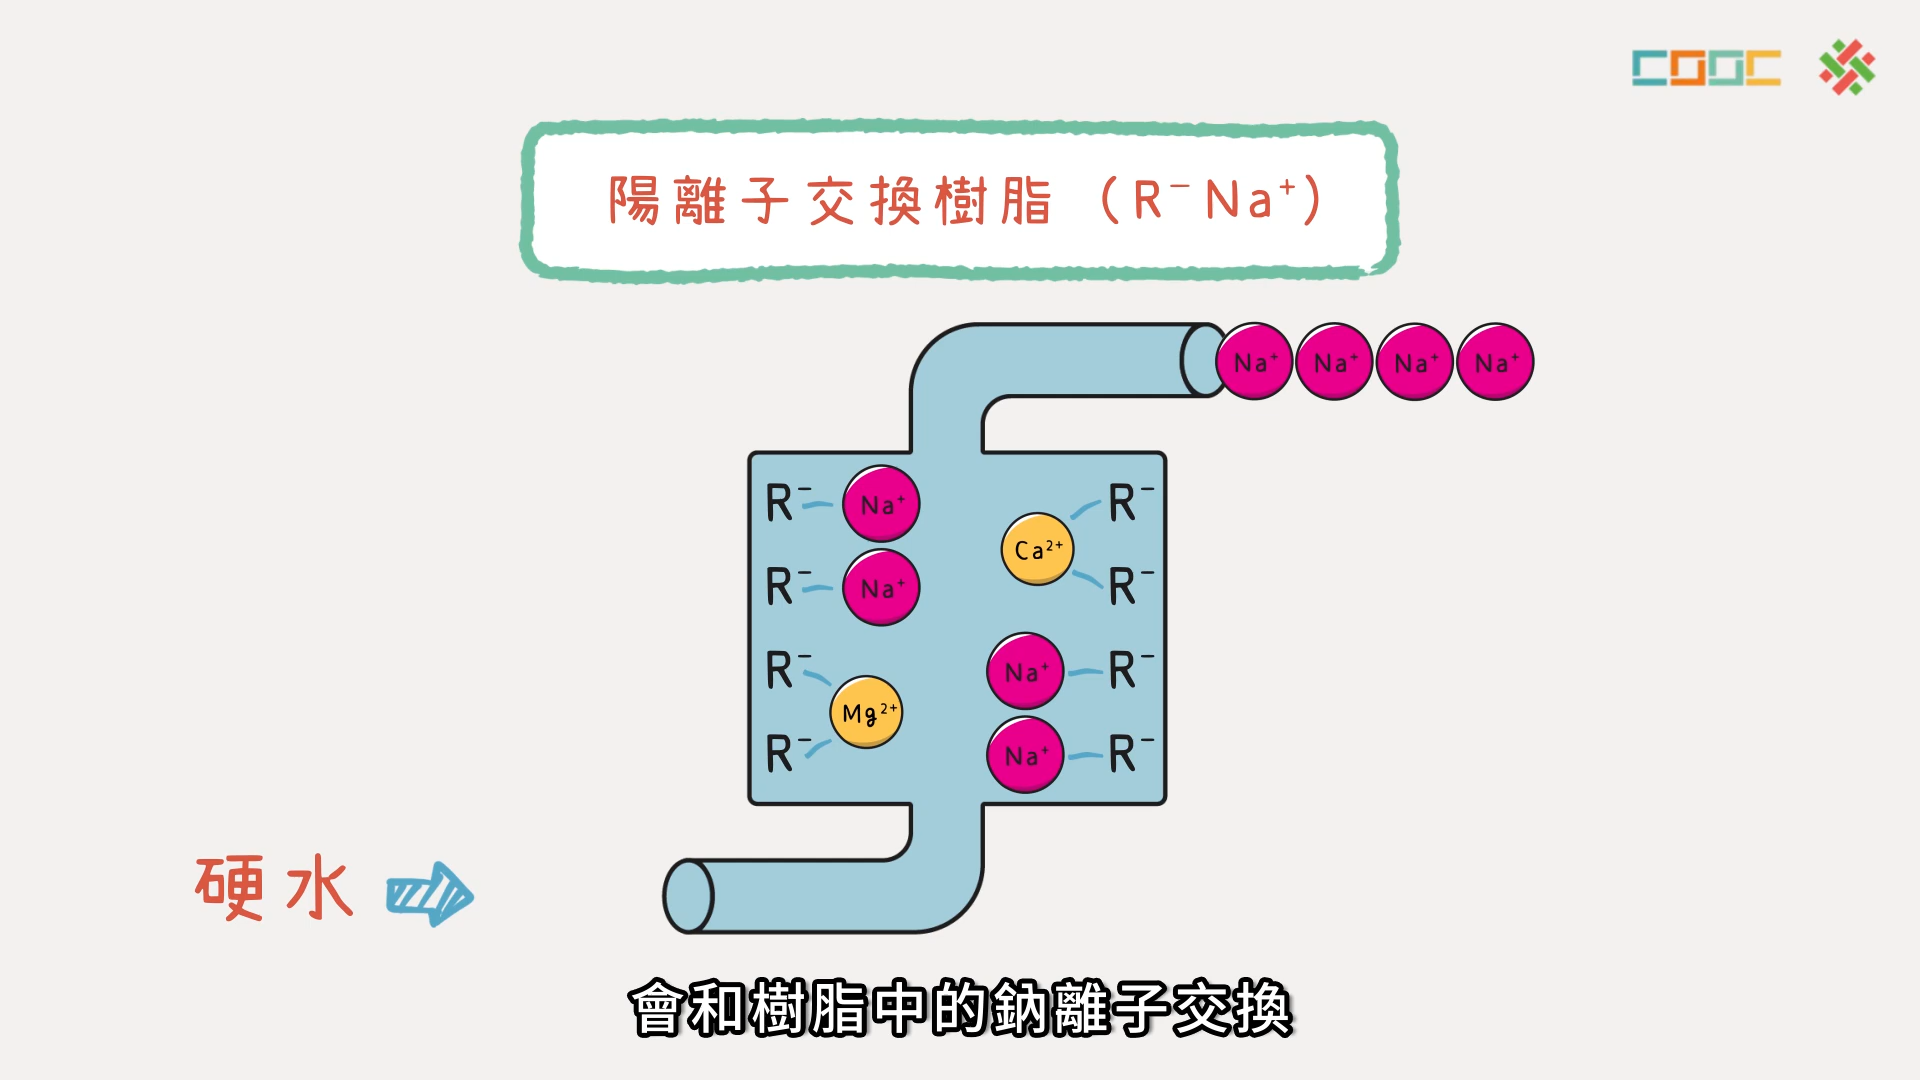 COOC
陽離子交換樹脂（R⁻Na⁺）
Na⁺ Na⁺ Na⁺ Na⁺
R⁻ Na⁺
R⁻ Na⁺
R⁻
Mg²⁺
R⁻
R⁻
Ca²⁺
R⁻
Na⁺ R⁻
Na⁺ R⁻
硬水
會和樹脂中的鈉離子交換